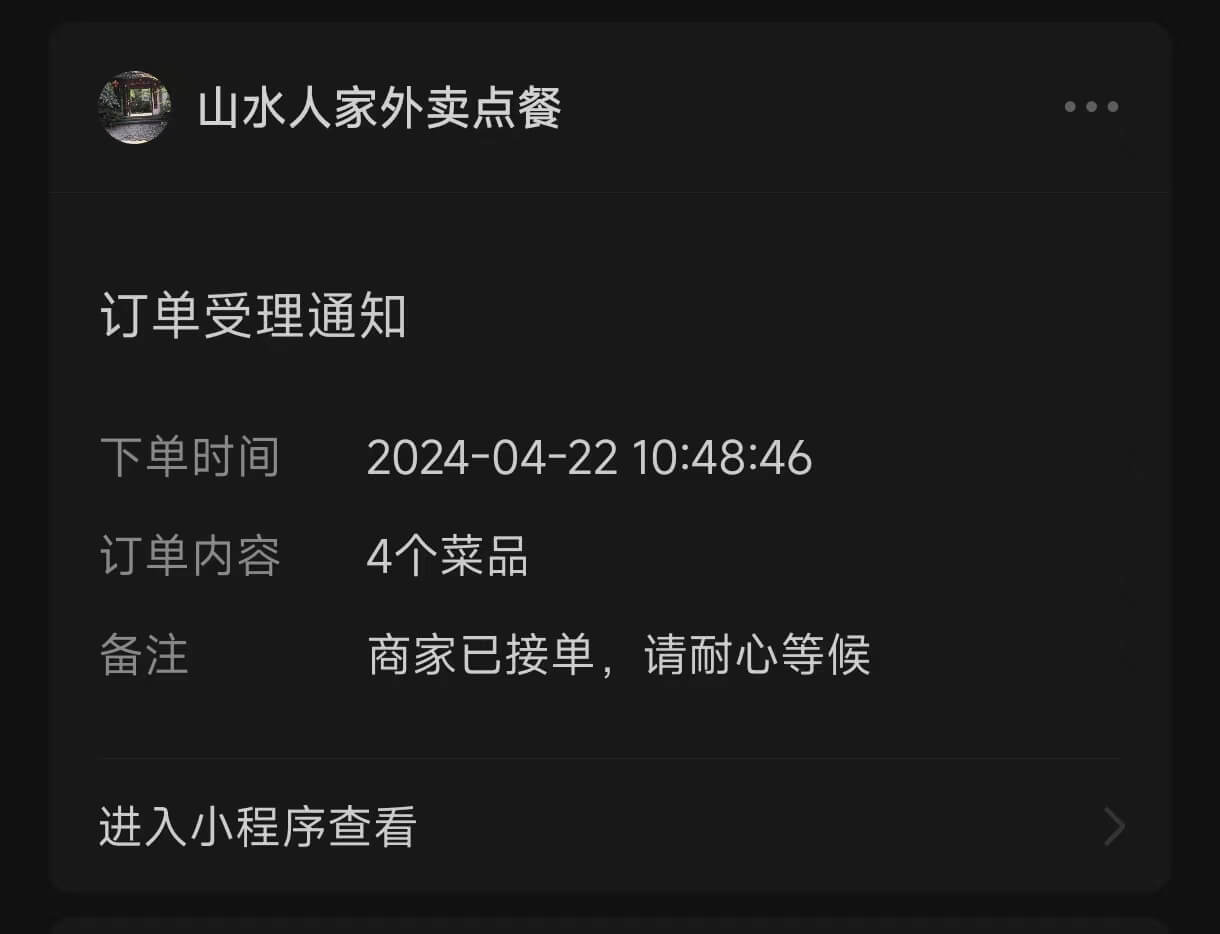 山水人家外卖点餐
订单受理通知
下单时间 2024-04-22 10:48:46
订单内容 4个菜品
备注 商家已接单，请耐心等候
进入小程序查看